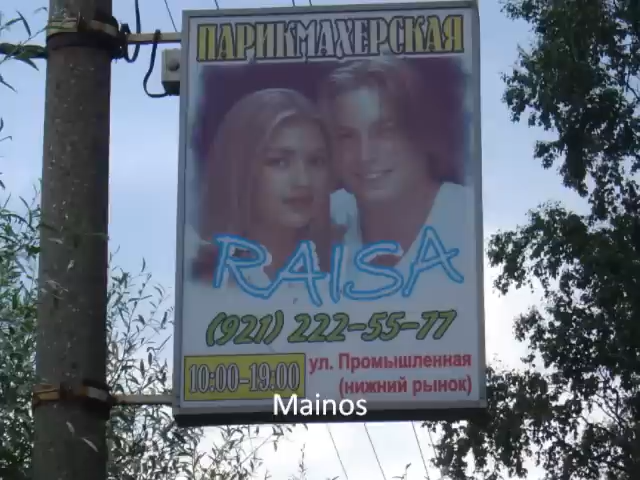 ПАРИКМАХЕРСКАЯ
RAISA
(921) 222-55-77
10:00-19:00
ул. Промышленная
(нижний рынок)
Mainos